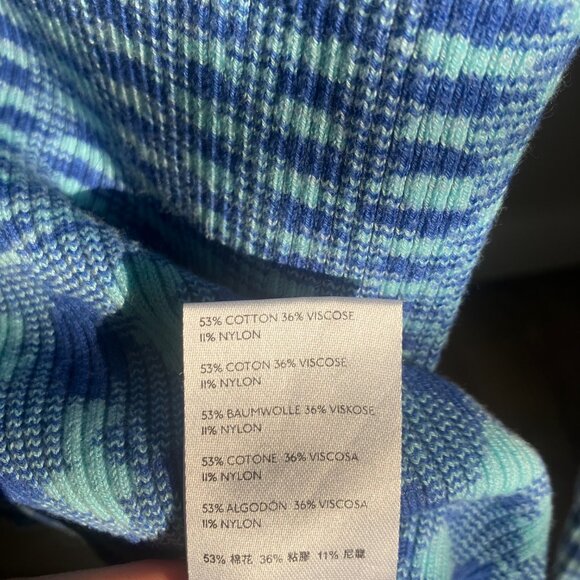 53% COTTON 36% VISCOSE
11% NYLON
53% COTON 36% VISCOSE
11% NYLON
53% BAUMWOLLE 36% VISKOSE
11% NYLON
53% COTONE 36% VISCOSA
11% NYLON
53% ALGODÓN 36% VISCOSA
11% NYLON
53% 棉花 36% 粘膠 11% 尼龍